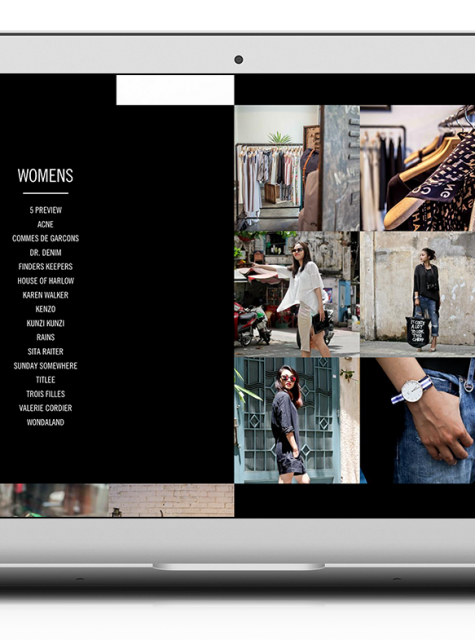 WOMENS
5 PREVIEW
ACNE
COMMES DE GARCONS
DR. DENIM
FINDERS KEEPERS
HOUSE OF HARLOW
KAREN WALKER
KENZO
KUNZI KUNZI
RAINS
SITA RAITER
SUNDAY SOMEWHERE
TITLEE
TROIS FILLES
VALERIE CORDIER
WONDALAND